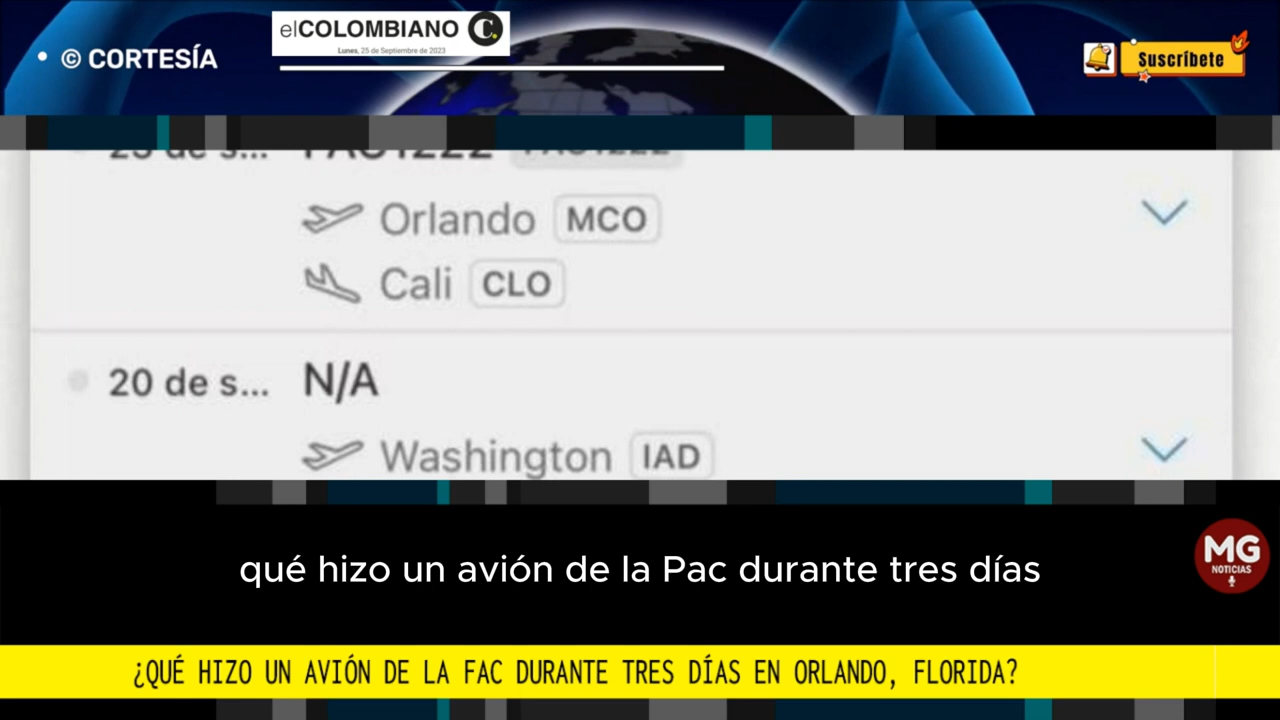 elCOLOMBIANO C.
Lunes, 25 de Septiembre de 2023
• © CORTESÍA
Suscríbete
Orlando MCO
Cali CLO
20 de s... N/A
Washington IAD
qué hizo un avión de la Pac durante tres días
MG
NOTICIAS
¿QUÉ HIZO UN AVIÓN DE LA FAC DURANTE TRES DÍAS EN ORLANDO, FLORIDA?